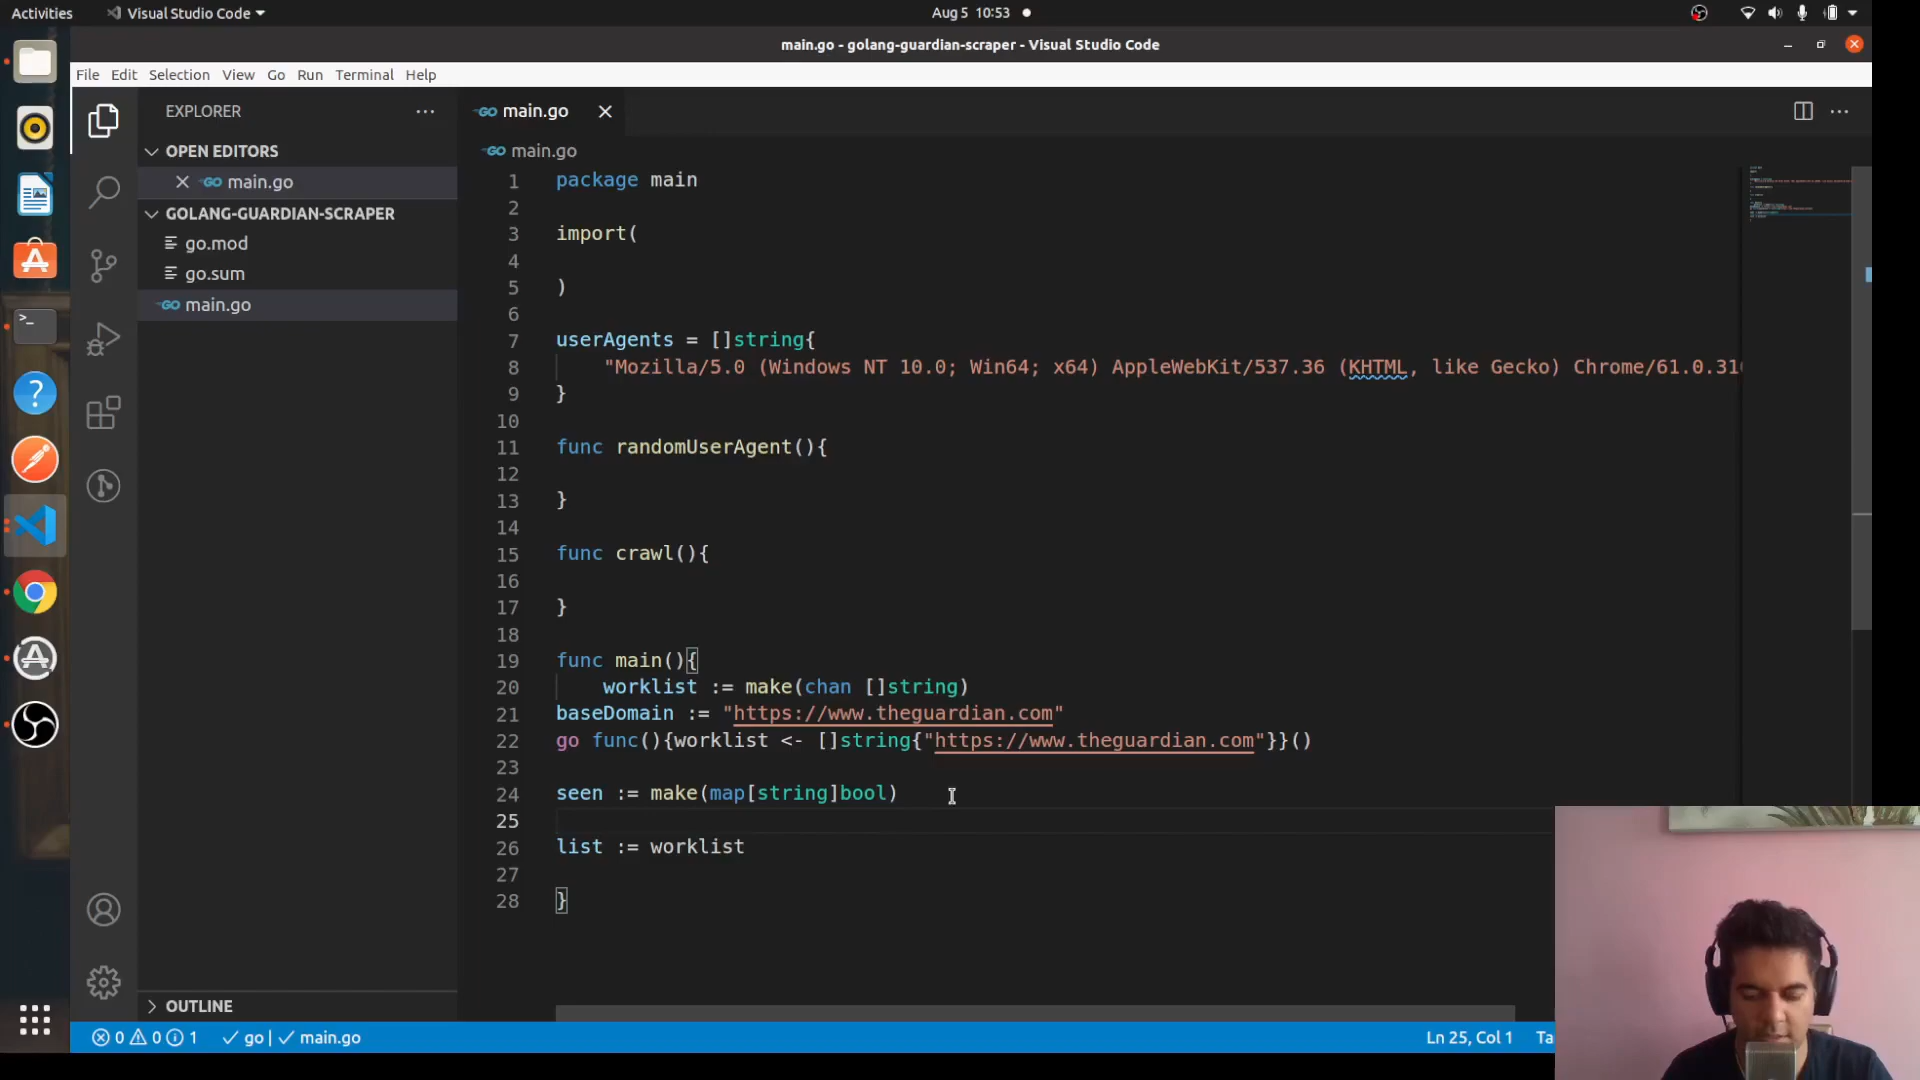 Activities
Visual Studio Code
Aug 5 10:53
main.go - golang-guardian-scraper - Visual Studio Code
File Edit Selection View Go Run Terminal Help
EXPLORER
main.go
OPEN EDITORS
main.go
main.go
GOLANG-GUARDIAN-SCRAPER
go.mod
go.sum
main.go
1 package main
2
3 import(
4
5 )
6
7 userAgents = []string{
8 "Mozilla/5.0 (Windows NT 10.0; Win64; x64) AppleWebKit/537.36 (KHTML, like Gecko) Chrome/61.0.316
9 }
10
11 func randomUserAgent(){
12
13 }
14
15 func crawl(){
16
17 }
18
19 func main(){
20 worklist := make(chan []string)
21 baseDomain := "https://www.theguardian.com"
22 go func(){worklist <- []string{"https://www.theguardian.com"}}()
23
24 seen := make(map[string]bool)
25
26 list := worklist
27
28 }
OUTLINE
0 0 1
go | main.go
Ln 25, Col 1
Ta